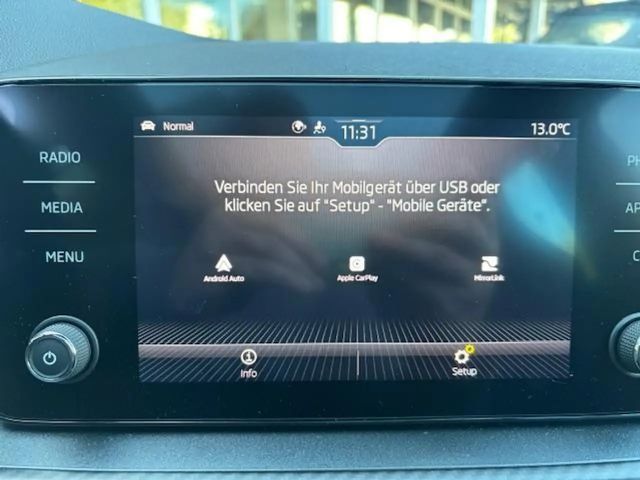 Normal
11:31
13.0°C
RADIO
MEDIA
MENU
Verbinden Sie Ihr Mobilgerät über USB oder
klicken Sie auf "Setup" - "Mobile Geräte".
Android Auto
Apple CarPlay
MirrorLink
Info
Setup